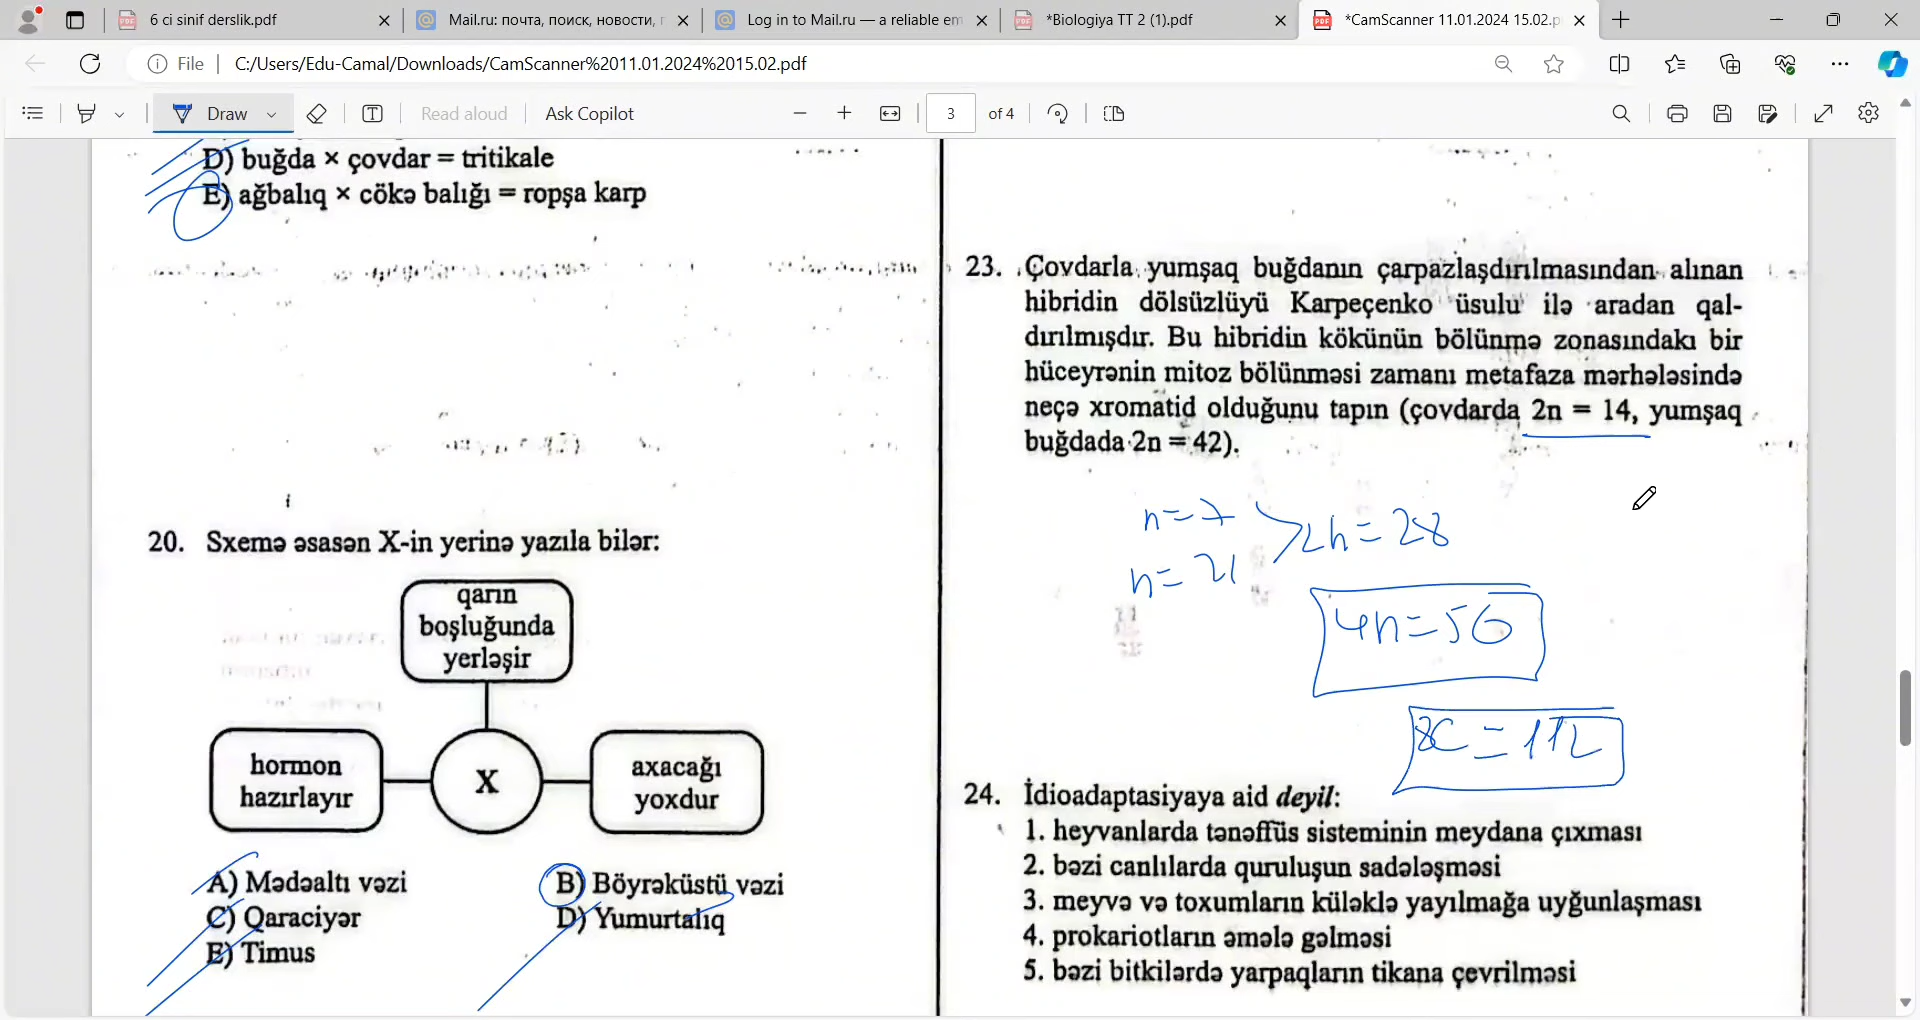 6 ci sinif derslik.pdf
Mail.ru: почта, поиск, новости, г
Log in to Mail.ru — a reliable em
*Biologiya TT 2 (1).pdf
*CamScanner 11.01.2024 15.02.p
File
C:/Users/Edu-Camal/Downloads/CamScanner%2011.01.2024%2015.02.pdf
Draw
Read aloud
Ask Copilot
3
of 4
D) buğda × çovdar = tritikale
E) ağbalıq × cökə balığı = ropşa karp
20. Sxemə əsasən X-in yerinə yazıla bilər:
qarın
boşluğunda
yerləşir
hormon
hazırlayır
X
axacağı
yoxdur
A) Mədəaltı vəzi
B) Böyrəküstü vəzi
C) Qaraciyər
D) Yumurtalıq
E) Timus
23. Çovdarla yumşaq buğdanın çarpazlaşdırılmasından alınan
hibridin dölsüzlüyü Karpeçenko üsulu ilə aradan qal-
dırılmışdır. Bu hibridin kökünün bölünmə zonasındakı bir
hüceyrənin mitoz bölünməsi zamanı metafaza mərhələsində
neçə xromatid olduğunu tapın (çovdarda 2n = 14, yumşaq
buğdada 2n = 42).
n=7
2n=28
n=21
4n=56
=112
24. İdioadaptasiyaya aid deyil:
1. heyvanlarda tənəffüs sisteminin meydana çıxması
2. bəzi canlılarda quruluşun sadələşməsi
3. meyvə və toxumların küləklə yayılmağa uyğunlaşması
4. prokariotların əmələ gəlməsi
5. bəzi bitkilərdə yarpaqların tikana çevrilməsi